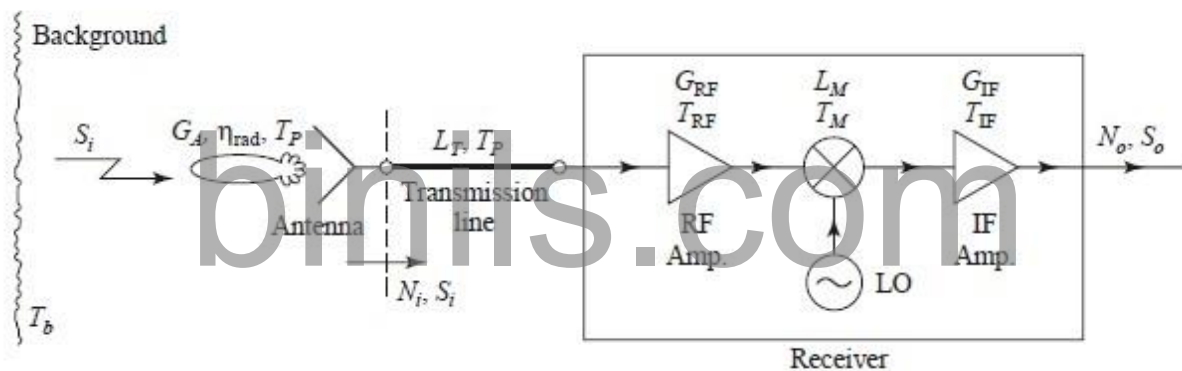 Background
S_i
G_A, η_rad, T_P
Antenna
L_T, T_P
Transmission
line
N_i, S_i
T_b
G_RF
T_RF
RF
Amp.
L_M
T_M
LO
G_IF
T_IF
IF
Amp.
N_o, S_o
Receiver
binils.com